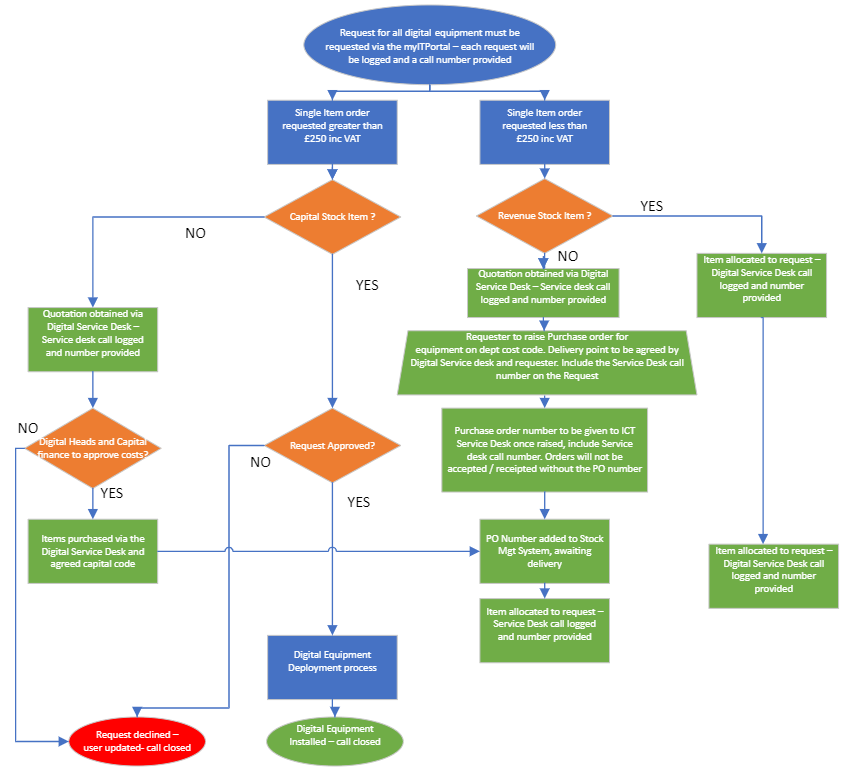 Request for all digital equipment must be
requested via the myITPortal – each request will
be logged and a call number provided
Single Item order
requested greater than
£250 inc VAT
Single Item order
requested less than
£250 inc VAT
Capital Stock Item ?
Revenue Stock Item ?
YES
NO
NO
YES
Item allocated to request –
Digital Service Desk call
logged and number
provided
Quotation obtained via Digital
Service Desk – Service desk call
logged and number provided
Quotation obtained via
Digital Service Desk –
Service desk call logged
and number provided
Requester to raise Purchase order for
equipment on dept cost code. Delivery point to be agreed by
Digital Service desk and requester. Include the Service Desk call
number on the Request
NO
Digital Heads and Capital
finance to approve costs?
YES
Request Approved?
NO
YES
Purchase order number to be given to ICT
Service Desk once raised, include Service
desk call number. Orders will not be
accepted / receipted without the PO number
Items purchased via the
Digital Service Desk and
agreed capital code
PO Number added to Stock
Mgt System, awaiting
delivery
Item allocated to request –
Digital Service Desk call
logged and number
provided
Item allocated to request –
Service Desk call logged
and number provided
Digital Equipment
Deployment process
Request declined –
user updated- call closed
Digital Equipment
Installed – call closed